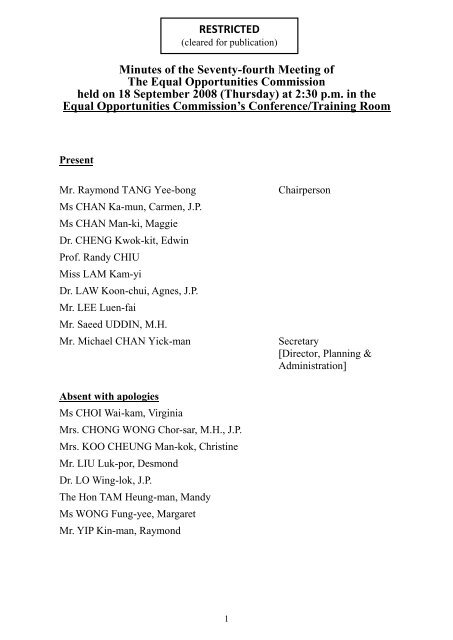 RESTRICTED
(cleared for publication)
Minutes of the Seventy-fourth Meeting of
The Equal Opportunities Commission
held on 18 September 2008 (Thursday) at 2:30 p.m. in the
Equal Opportunities Commission's Conference/Training Room
Present
Mr. Raymond TANG Yee-bong Chairperson
Ms CHAN Ka-mun, Carmen, J.P.
Ms CHAN Man-ki, Maggie
Dr. CHENG Kwok-kit, Edwin
Prof. Randy CHIU
Miss LAM Kam-yi
Dr. LAW Koon-chui, Agnes, J.P.
Mr. LEE Luen-fai
Mr. Saeed UDDIN, M.H.
Mr. Michael CHAN Yick-man Secretary
[Director, Planning &
Administration]
Absent with apologies
Ms CHOI Wai-kam, Virginia
Mrs. CHONG WONG Chor-sar, M.H., J.P.
Mrs. KOO CHEUNG Man-kok, Christine
Mr. LIU Luk-por, Desmond
Dr. LO Wing-lok, J.P.
The Hon TAM Heung-man, Mandy
Ms WONG Fung-yee, Margaret
Mr. YIP Kin-man, Raymond
1